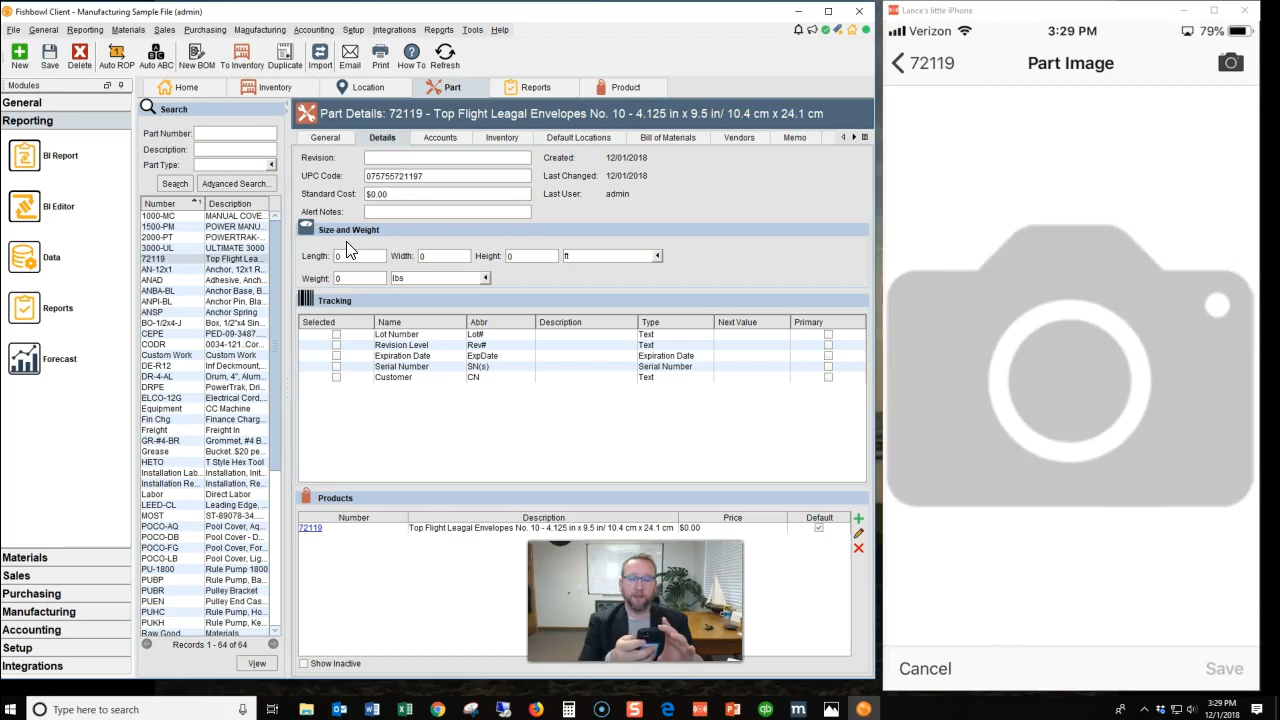 Fishbowl Client - Manufacturing Sample File (admin)
File General Reporting Materials Sales Purchasing Manufacturing Accounting Setup Integrations Reports Tools Help
New Save Delete Auto ROP Auto ABC New BOM To Inventory Duplicate Import Email Print How To Refresh
Modules
Home Inventory Location Part Reports Product
General
Reporting
BI Report
BI Editor
Data
Reports
Forecast
Materials
Sales
Purchasing
Manufacturing
Accounting
Setup
Integrations
Search
Part Number:
Description:
Part Type:
Search Advanced Search...
Number 1 Description
1000-MC MANUAL COVE...
1500-PM POWER MANU...
2000-PT POWERTRAK-...
3000-UL ULTIMATE 3000
72119 Top Flight Lea...
AN-12x1 Anchor, 12x1 R...
ANAD Adhesive, Anch...
ANBA-BL Anchor Base, B...
ANPI-BL Anchor Pin, Bla...
ANSP Anchor Spring
BO-1/2x4-J Box, 1/2"x4 Sin...
CEPE PED-09-3487...
CODR 0034-121..Cor...
Custom Work Custom Work
DE-R12 Inf Deckmount,...
DR-4-AL Drum, 4", Alum...
DRPE PowerTrak, Dri...
ELCO-12G Electrical Cord,...
Equipment CC Machine
Fin Chg Finance Charg...
Freight Freight In
GR-#4-BR Grommet, #4 B...
Grease Bucket..$20 pe...
HETO T Style Hex Tool
Installation Lab... Installation, Init...
Installation Re... Installation, Re...
Labor Direct Labor
LEED-CL Leading Edge,...
MOST ST-89078-34...
POCO-AQ Pool Cover, Aq...
POCO-DB Pool Cover - D...
POCO-FG Pool Cover, For...
POCO-LB Pool Cover, Lig...
PU-1800 Rule Pump 1800
PUBP Rule Pump, Ba...
PUBR Pulley Bracket
PUEN Pulley End Cas...
PUHC Rule Pump, Ho...
PUKH Rule Pump, Ke...
Raw Good Materials
Records 1 - 64 of 64
View
Part Details: 72119 - Top Flight Leagal Envelopes No. 10 - 4.125 in x 9.5 in/ 10.4 cm x 24.1 cm
General Details Accounts Inventory Default Locations Bill of Materials Vendors Memo
Revision: Created: 12/01/2018
UPC Code: 075755721197 Last Changed: 12/01/2018
Standard Cost: $0.00 Last User: admin
Alert Notes:
Size and Weight
Length: 0 Width: 0 Height: 0 ft
Weight: 0 lbs
Tracking
Selected Name Abbr Description Type Next Value Primary
Lot Number Lot# Text
Revision Level Rev# Text
Expiration Date ExpDate Expiration Date
Serial Number SN(s) Serial Number
Customer CN Text
Products
Number Description Price Default
72119 Top Flight Leagal Envelopes No. 10 - 4.125 in x 9.5 in/ 10.4 cm x 24.1 cm $0.00
Show Inactive
Lance's little iPhone
Verizon 3:29 PM 79%
72119 Part Image
Cancel Save
Type here to search
3:29 PM
12/1/2018